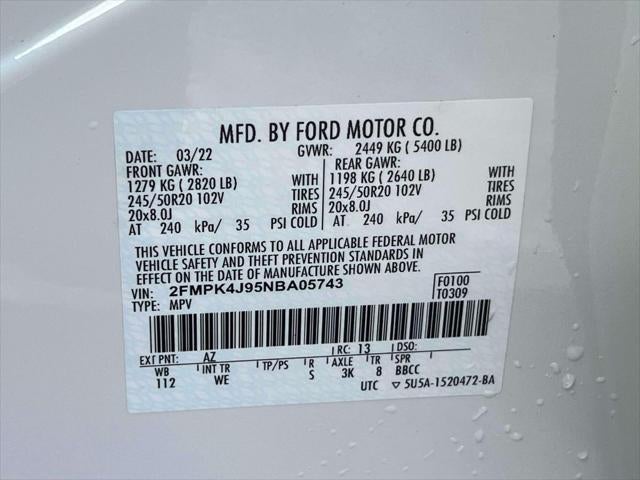 MFD. BY FORD MOTOR CO.
DATE: 03/22 GVWR: 2449 KG ( 5400 LB)
FRONT GAWR: REAR GAWR:
1279 KG ( 2820 LB) WITH 1198 KG ( 2640 LB) WITH
245/50R20 102V TIRES 245/50R20 102V TIRES
20x8.0J RIMS 20x8.0J RIMS
AT 240 kPa/ 35 PSI COLD AT 240 kPa/ 35 PSI COLD
THIS VEHICLE CONFORMS TO ALL APPLICABLE FEDERAL MOTOR
VEHICLE SAFETY AND THEFT PREVENTION STANDARDS IN
EFFECT ON THE DATE OF MANUFACTURE SHOWN ABOVE.
VIN: 2FMPK4J95NBA05743 F0100
TYPE: MPV T0309
EXT PNT: AZ RC: 13 DSO:
WB INT TR TP/PS R AXLE TR SPR
112 WE S 3K 8 BBCC
UTC ▽ 5U5A-1520472-BA